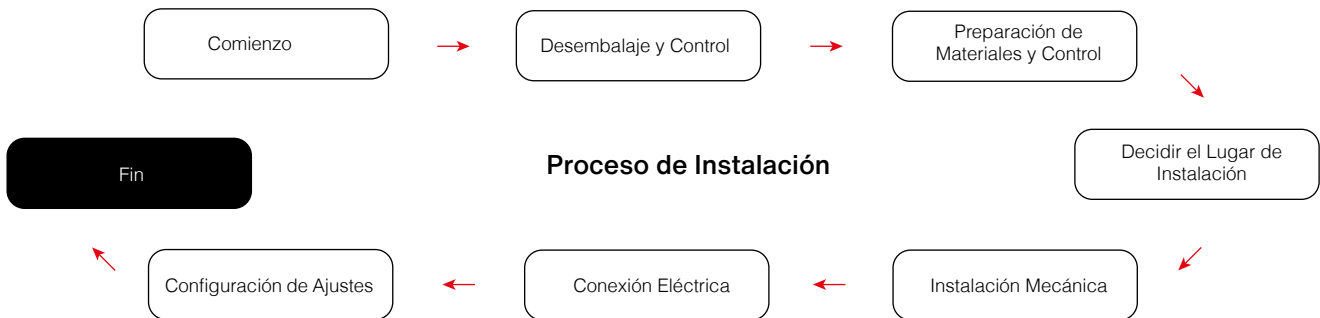 Comienzo
Desembalaje y Control
Preparación de
Materiales y Control
Decidir el Lugar de
Instalación
Proceso de Instalación
Fin
Instalación Mecánica
Conexión Eléctrica
Configuración de Ajustes